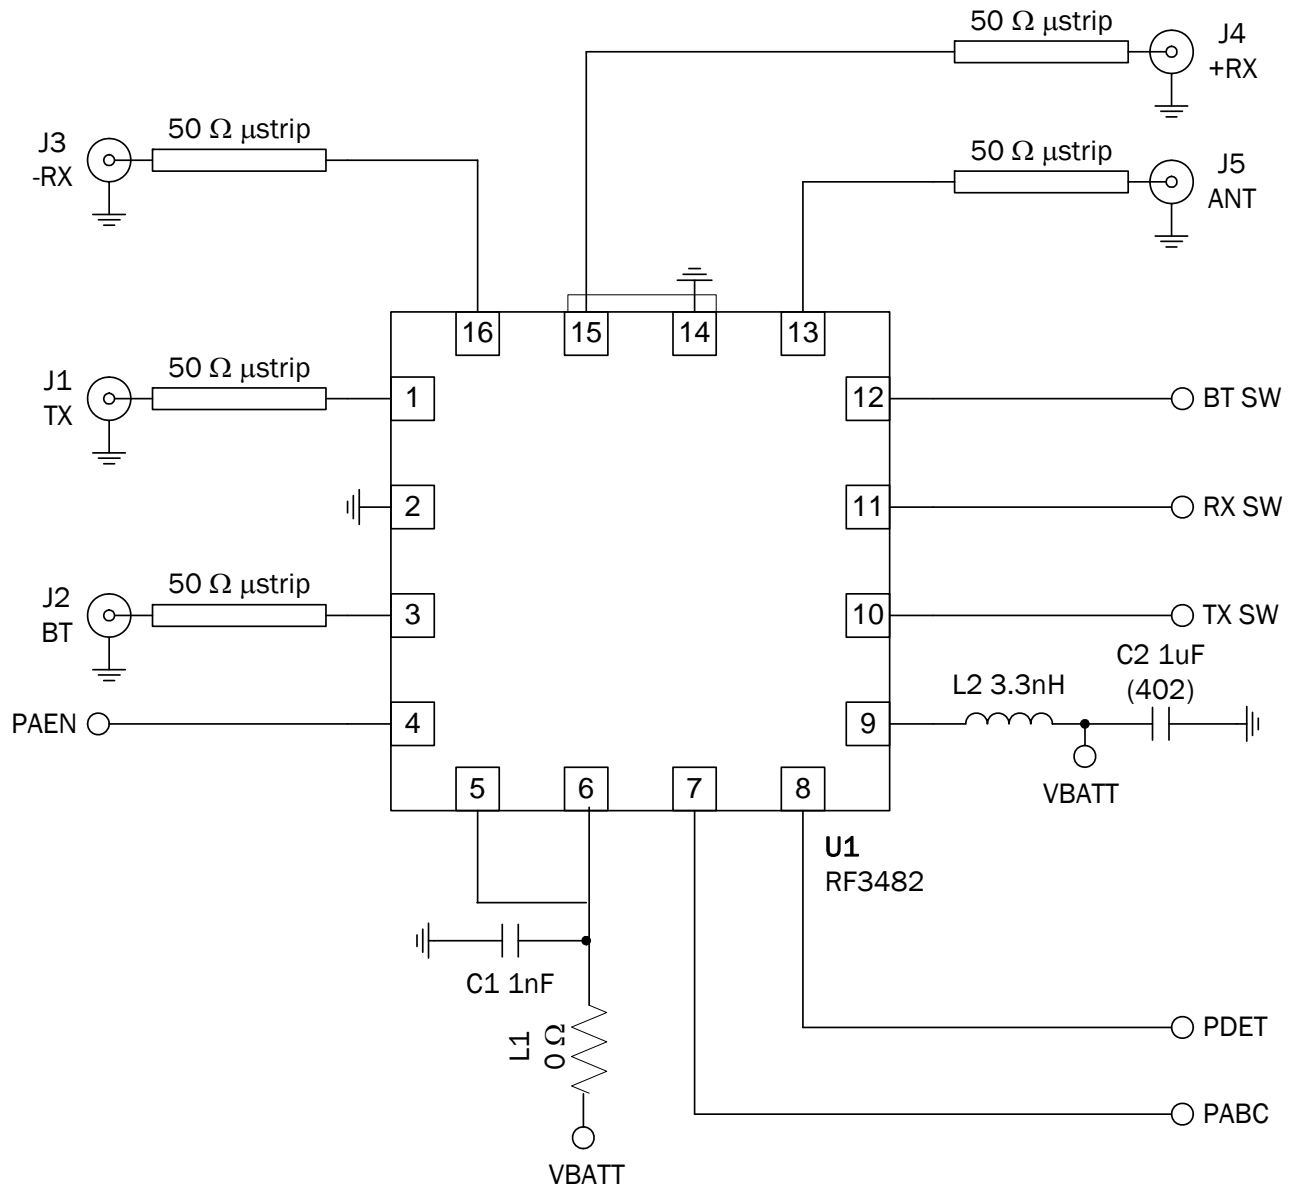 50 Ω µstrip
J4
+RX
50 Ω µstrip
J3
-RX
50 Ω µstrip
J5
ANT
16
15
14
13
50 Ω µstrip
J1
TX
1
12
BT SW
2
11
RX SW
50 Ω µstrip
J2
BT
3
10
TX SW
C2 1uF
(402)
L2 3.3nH
PAEN
4
9
VBATT
5
6
7
8
U1
RF3482
C1 1nF
L1
0 Ω
PDET
PABC
VBATT